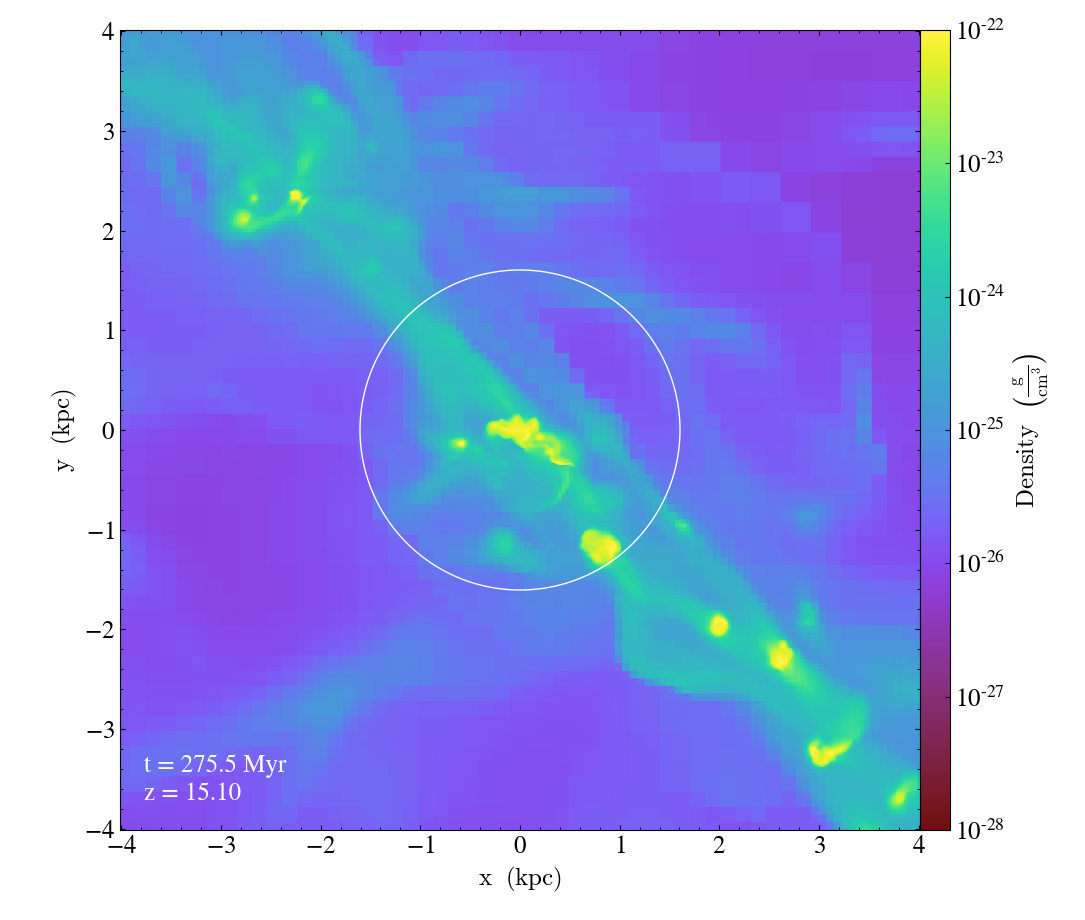 4
3
2
1
0
−1
−2
−3
−4
y (kpc)
t = 275.5 Myr
z = 15.10
−4 −3 −2 −1 0 1 2 3 4
x (kpc)
10^-22
10^-23
10^-24
10^-25
10^-26
10^-27
10^-28
Density (g/cm^3)